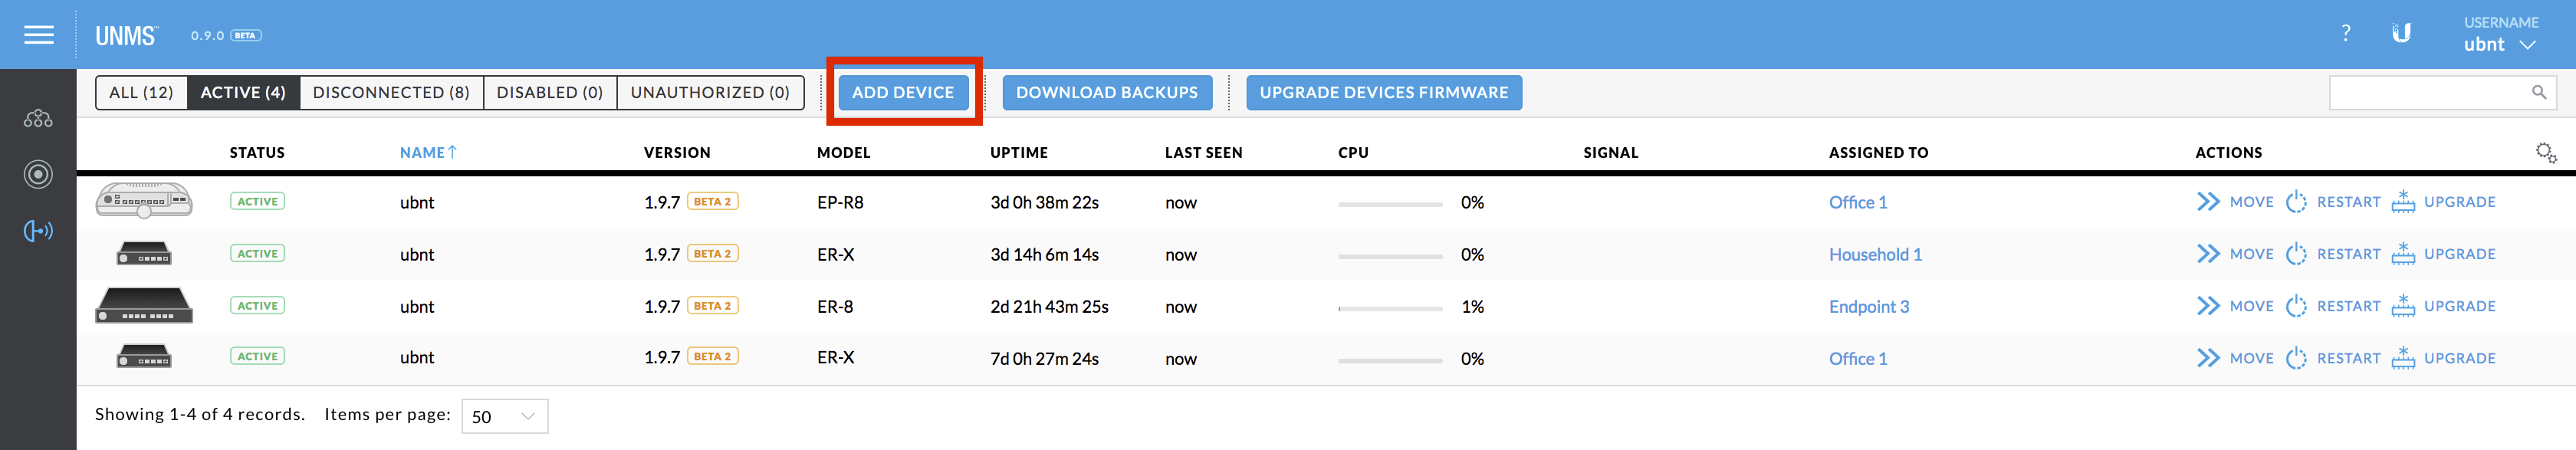 UNMS™ 0.9.0 BETA ? USERNAME
ubnt
ALL (12) ACTIVE (4) DISCONNECTED (8) DISABLED (0) UNAUTHORIZED (0) ADD DEVICE DOWNLOAD BACKUPS UPGRADE DEVICES FIRMWARE
STATUS NAME↑ VERSION MODEL UPTIME LAST SEEN CPU SIGNAL ASSIGNED TO ACTIONS
ACTIVE ubnt 1.9.7 BETA 2 EP-R8 3d 0h 38m 22s now 0% Office 1 MOVE RESTART UPGRADE
ACTIVE ubnt 1.9.7 BETA 2 ER-X 3d 14h 6m 14s now 0% Household 1 MOVE RESTART UPGRADE
ACTIVE ubnt 1.9.7 BETA 2 ER-8 2d 21h 43m 25s now 1% Endpoint 3 MOVE RESTART UPGRADE
ACTIVE ubnt 1.9.7 BETA 2 ER-X 7d 0h 27m 24s now 0% Office 1 MOVE RESTART UPGRADE
Showing 1-4 of 4 records. Items per page: 50